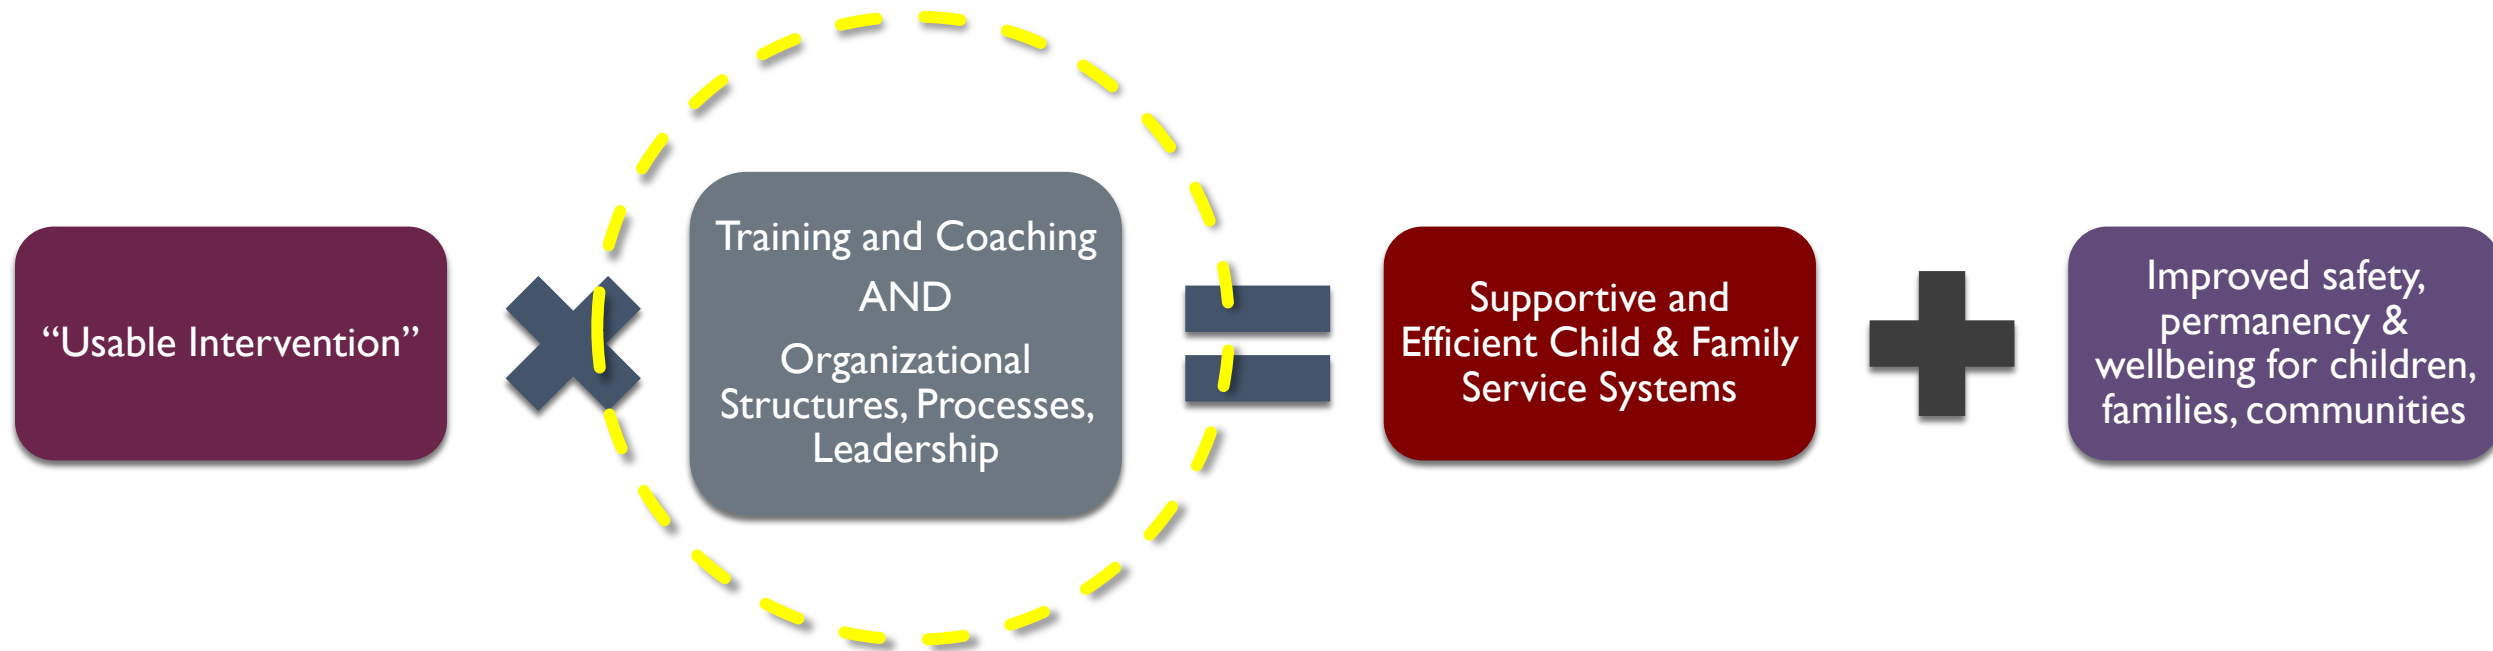 “Usable Intervention”
Training and Coaching
AND
Organizational
Structures, Processes,
Leadership
Supportive and
Efficient Child & Family
Service Systems
Improved safety,
permanency &
wellbeing for children,
families, communities